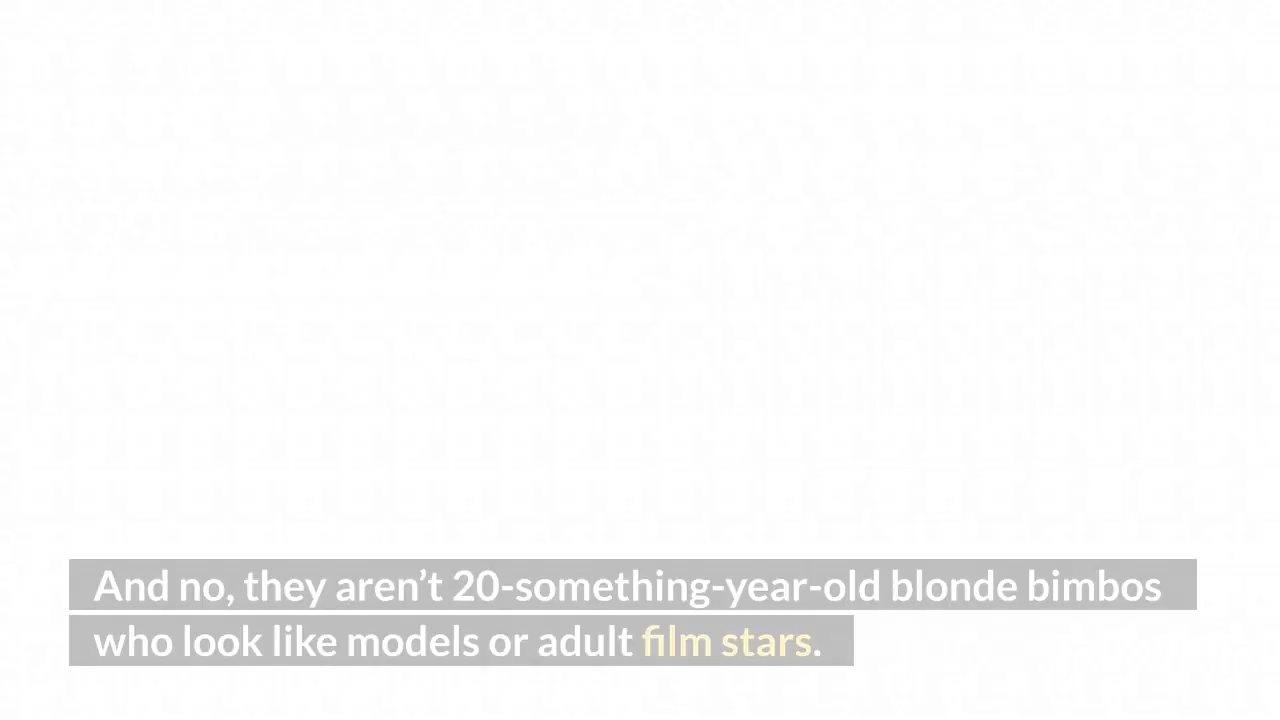 And no, they aren’t 20-something-year-old blonde bimbos
who look like models or adult film stars.